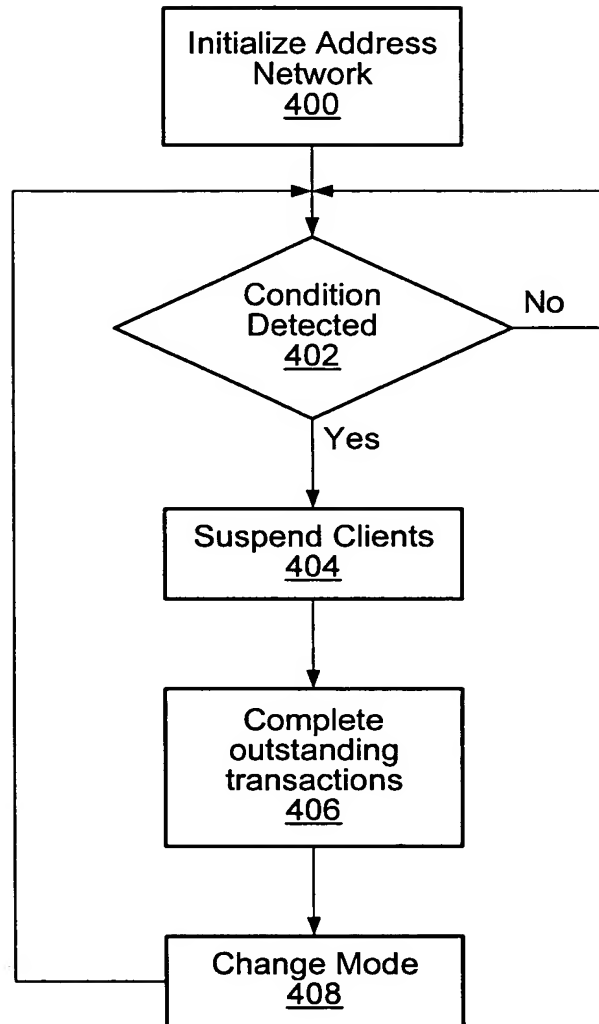 Initialize Address
Network
400
Condition
Detected
402
No
Yes
Suspend Clients
404
Complete
outstanding
transactions
406
Change Mode
408